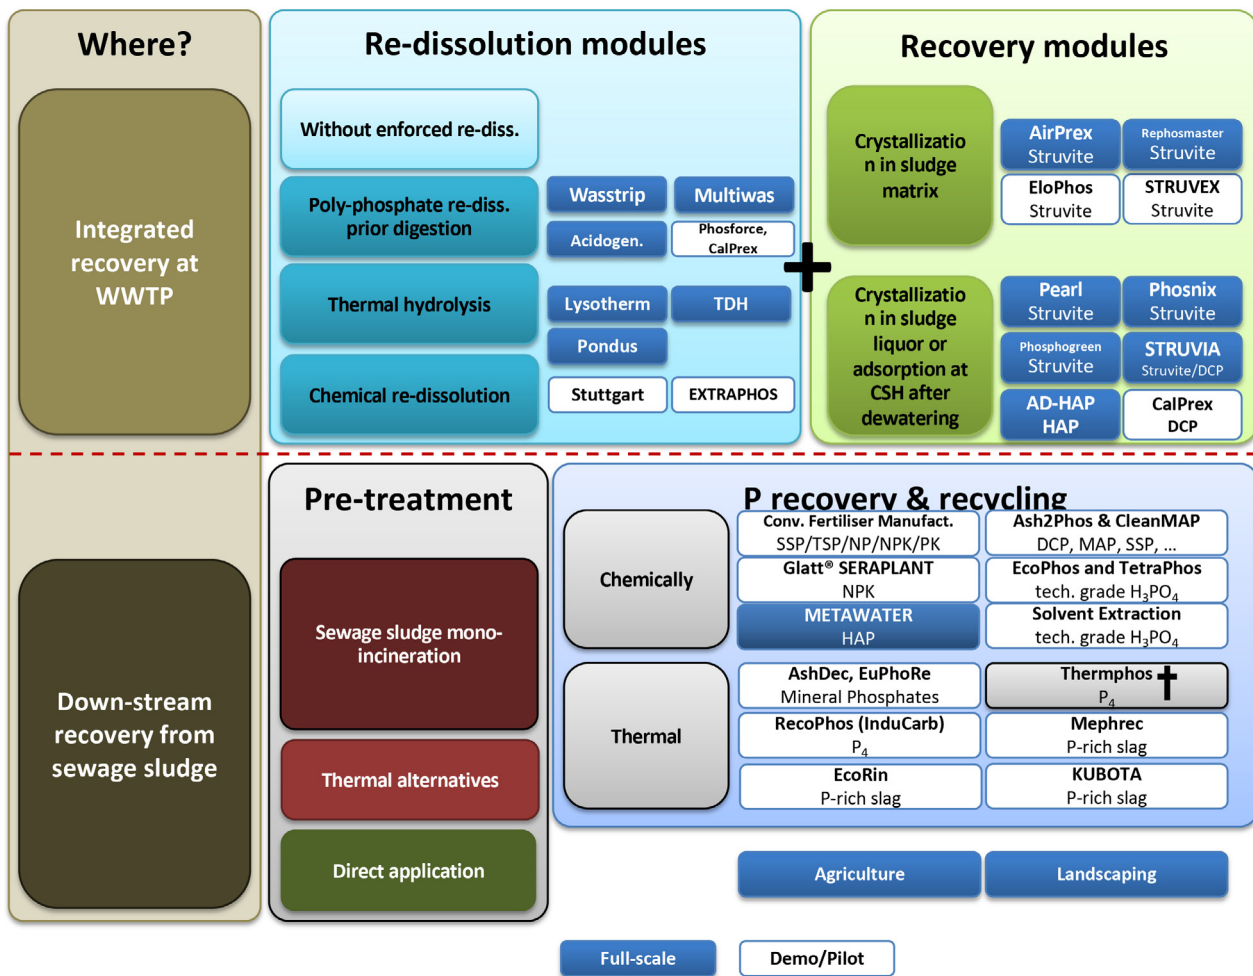 Where?
Re-dissolution modules
Recovery modules
Integrated
recovery at
WWTP
Without enforced re-diss.
Poly-phosphate re-diss.
prior digestion
Wasstrip
Multiwas
Acidogen.
Phosforce,
CalPrex
Thermal hydrolysis
Lysotherm
TDH
Pondus
Chemical re-dissolution
Stuttgart
EXTRAPHOS
+
Crystallizatio
n in sludge
matrix
AirPrex
Struvite
Rephosmaster
Struvite
EloPhos
Struvite
STRUVEX
Struvite
Crystallizatio
n in sludge
liquor or
adsorption at
CSH after
dewatering
Pearl
Struvite
Phosnix
Struvite
Phosphogreen
Struvite
STRUVIA
Struvite/DCP
AD-HAP
HAP
CalPrex
DCP
Down-stream
recovery from
sewage sludge
Pre-treatment
Sewage sludge mono-
incineration
Thermal alternatives
Direct application
P recovery & recycling
Chemically
Conv. Fertiliser Manufact.
SSP/TSP/NP/NPK/PK
Ash2Phos & CleanMAP
DCP, MAP, SSP, ...
Glatt® SERAPLANT
NPK
EcoPhos and TetraPhos
tech. grade H₃PO₄
METAWATER
HAP
Solvent Extraction
tech. grade H₃PO₄
Thermal
AshDec, EuPhoRe
Mineral Phosphates
Thermphos
P₄
RecoPhos (InduCarb)
P₄
Mephrec
P-rich slag
EcoRin
P-rich slag
KUBOTA
P-rich slag
Agriculture
Landscaping
Full-scale
Demo/Pilot